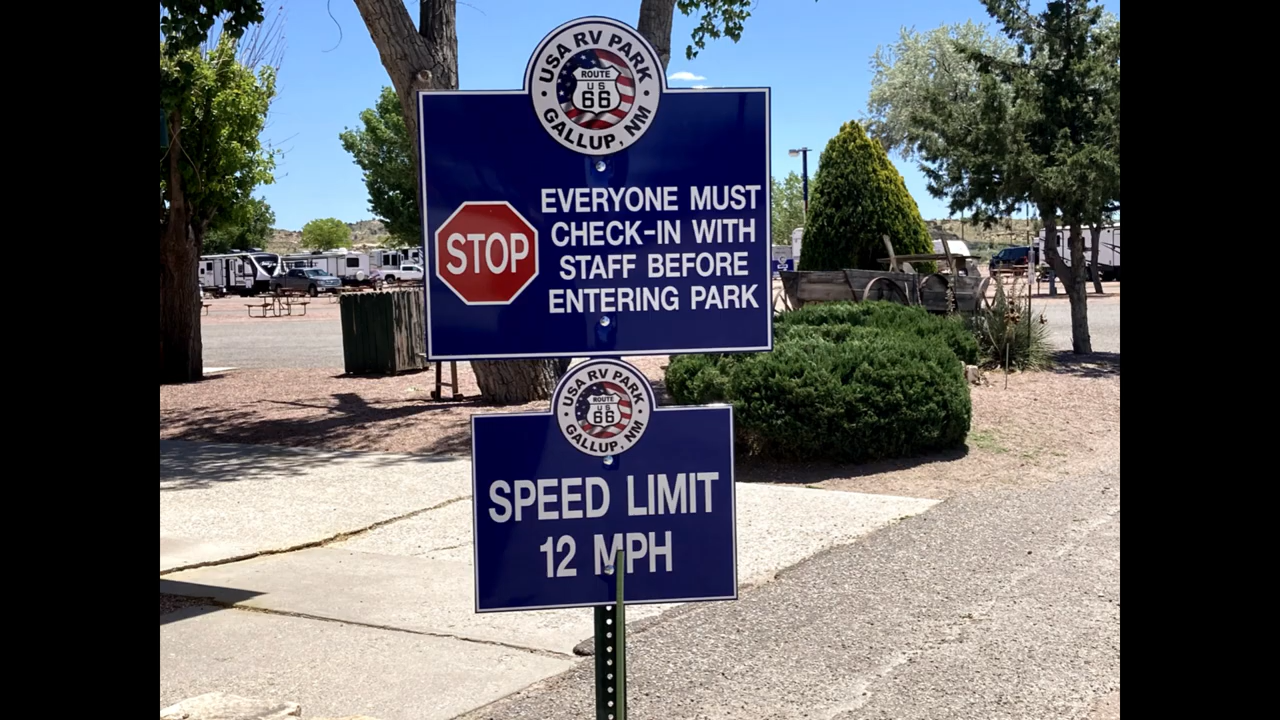 USA RV PARK
ROUTE
US
66
GALLUP, NM
EVERYONE MUST
CHECK-IN WITH
STOP
STAFF BEFORE
ENTERING PARK
USA RV PARK
ROUTE
US
66
GALLUP, NM
SPEED LIMIT
12 MPH